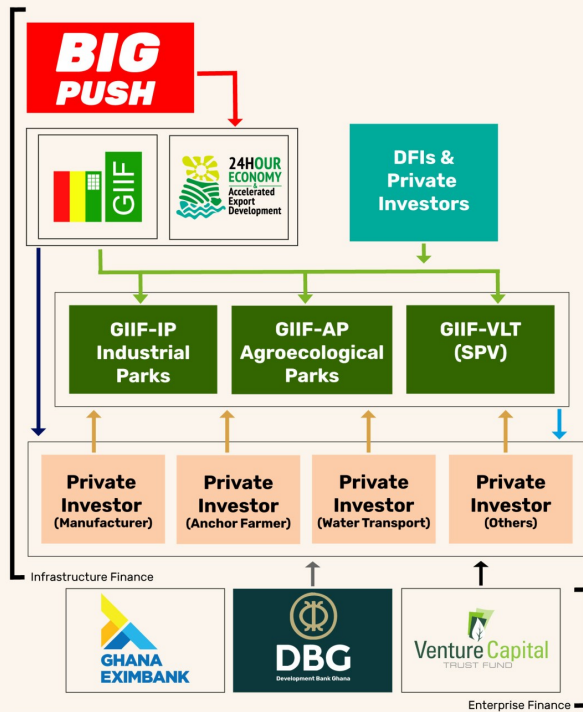 BIG
PUSH
GIIF
24HOUR
ECONOMY
&
Accelerated
Export
Development
DFIs &
Private
Investors
GIIF-IP
Industrial
Parks
GIIF-AP
Agroecological
Parks
GIIF-VLT
(SPV)
Private
Investor
(Manufacturer)
Private
Investor
(Anchor Farmer)
Private
Investor
(Water Transport)
Private
Investor
(Others)
Infrastructure Finance
GHANA
EXIMBANK
DBG
Development Bank Ghana
Venture Capital
TRUST FUND
Enterprise Finance